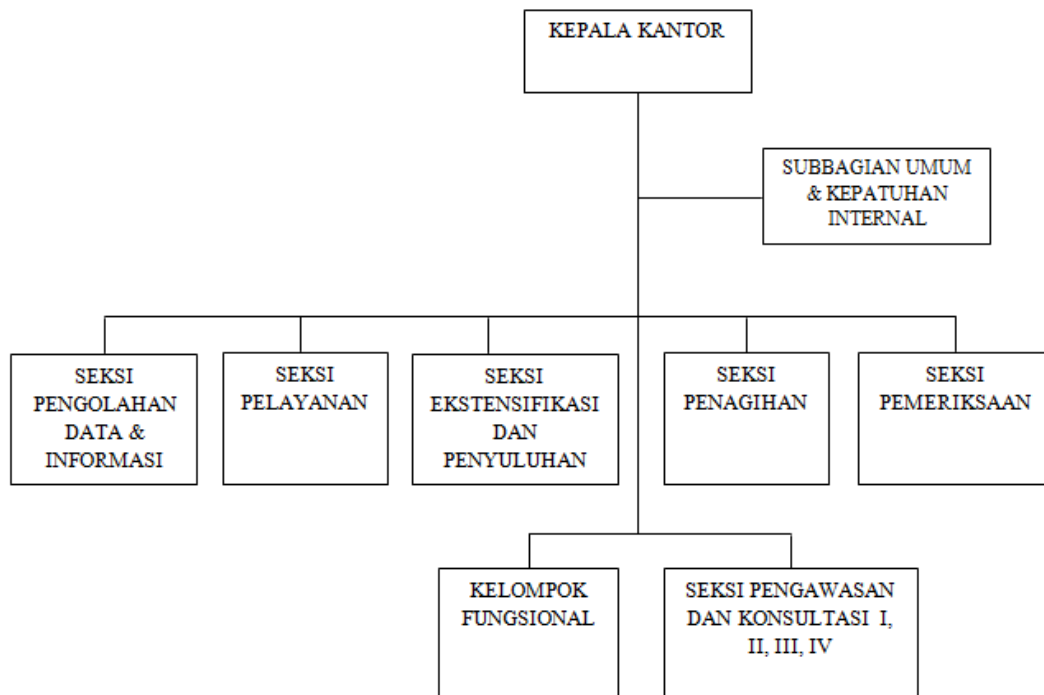 KEPALA KANTOR
SUBBAGIAN UMUM
& KEPATUHAN
INTERNAL
SEKSI
PENGOLAHAN
DATA &
INFORMASI
SEKSI
PELAYANAN
SEKSI
EKSTENSIFIKASI
DAN
PENYULUHAN
SEKSI
PENAGIHAN
SEKSI
PEMERIKSAAN
KELOMPOK
FUNGSIONAL
SEKSI PENGAWASAN
DAN KONSULTASI I,
II, III, IV